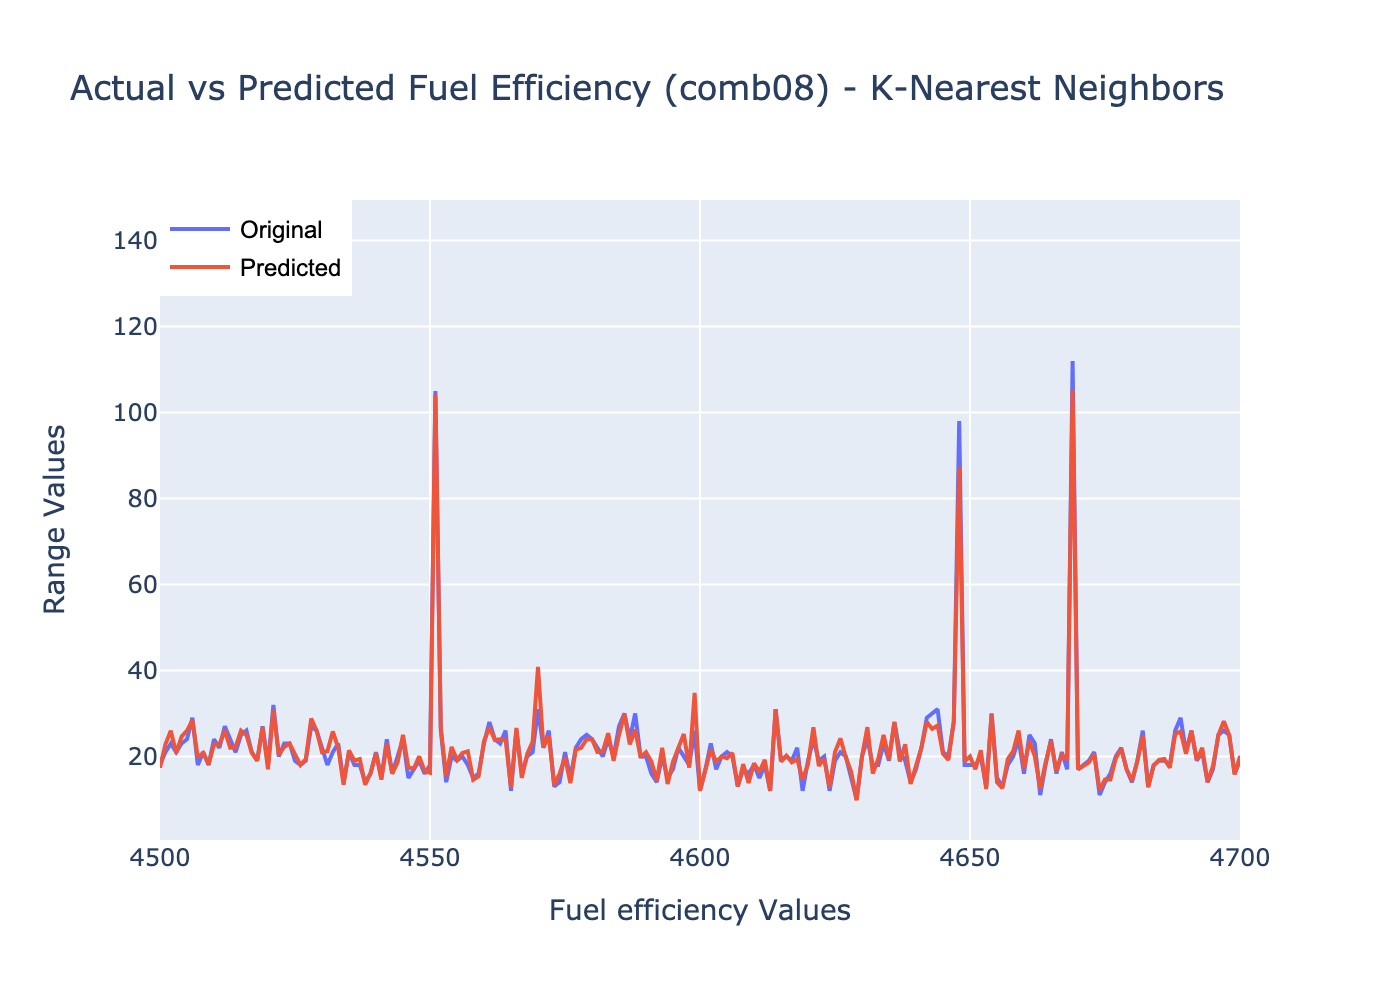 Actual vs Predicted Fuel Efficiency (comb08) - K-Nearest Neighbors
Original
Predicted
140
120
100
80
60
40
20
Range Values
4500
4550
4600
4650
4700
Fuel efficiency Values